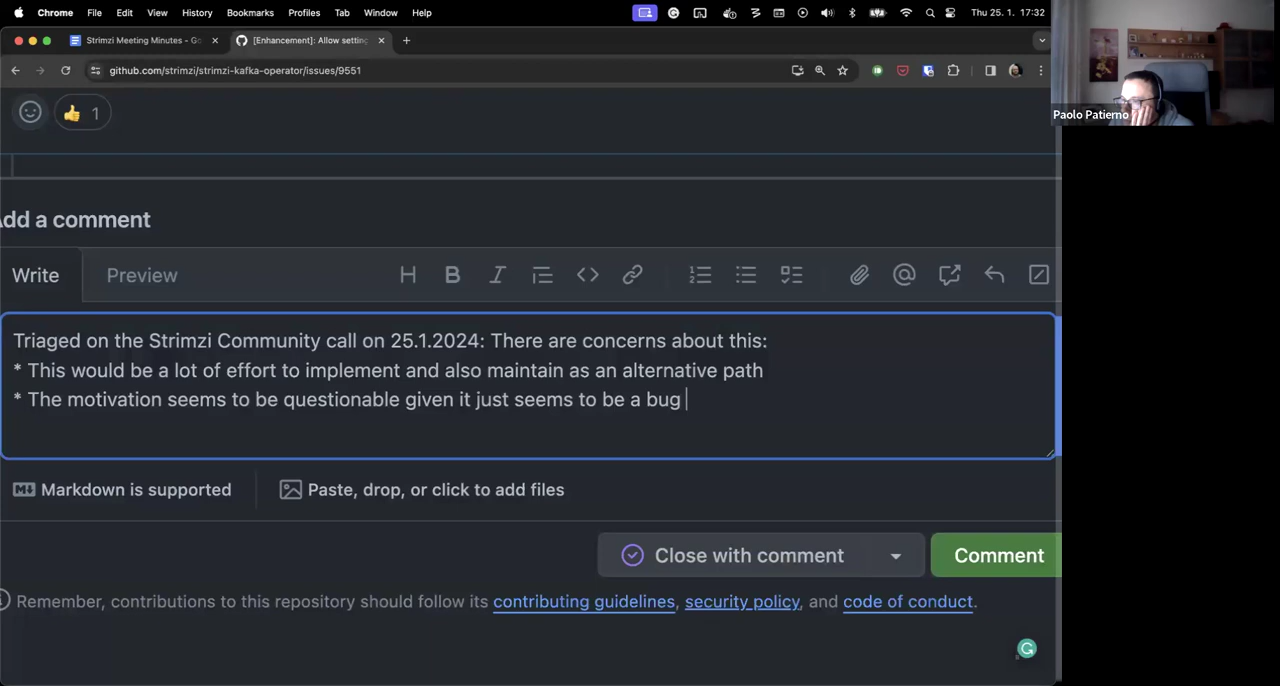 Chrome File Edit View History Bookmarks Profiles Tab Window Help Thu 25. 1. 17:32
Strimzi Meeting Minutes - Go [Enhancement]: Allow setting
github.com/strimzi/strimzi-kafka-operator/issues/9551
Paolo Patierno
1
Add a comment
Write Preview
Triaged on the Strimzi Community call on 25.1.2024: There are concerns about this:
* This would be a lot of effort to implement and also maintain as an alternative path
* The motivation seems to be questionable given it just seems to be a bug
Markdown is supported Paste, drop, or click to add files
Close with comment Comment
Remember, contributions to this repository should follow its contributing guidelines, security policy, and code of conduct.